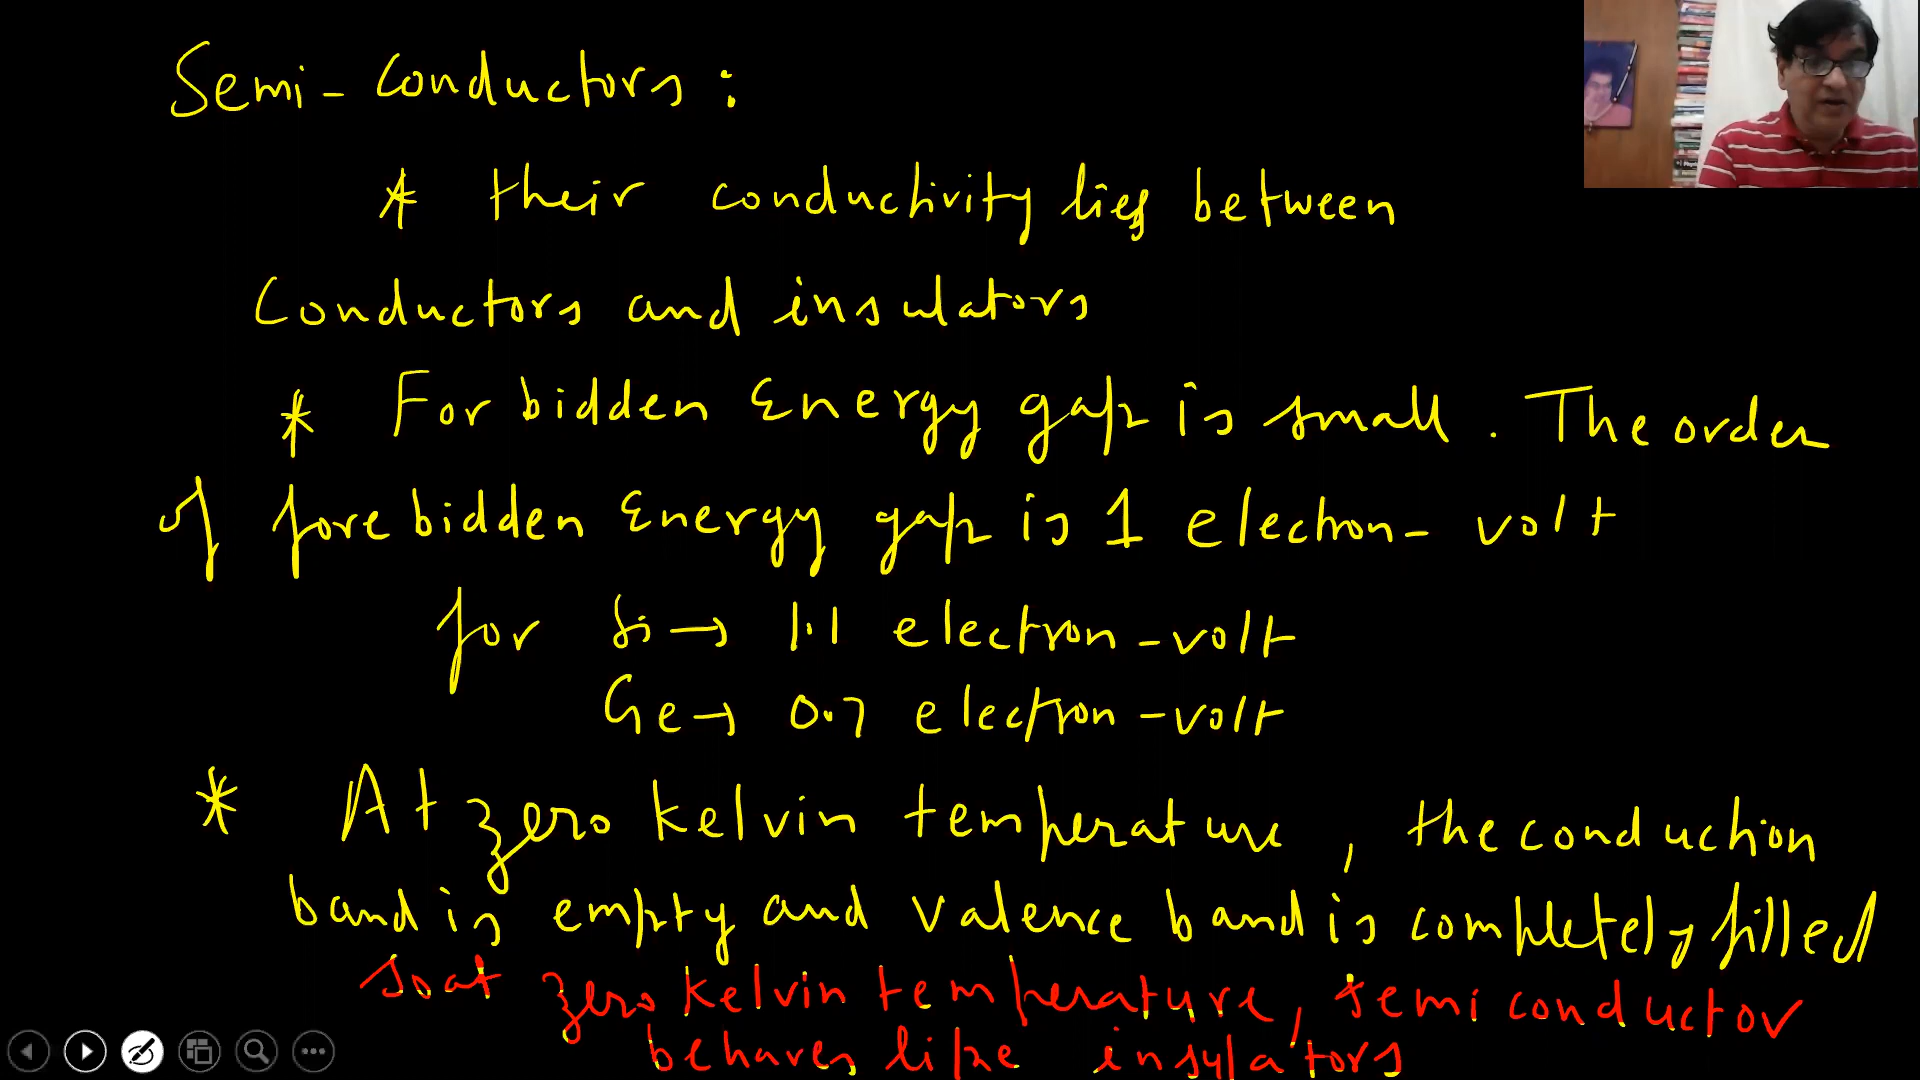 Semi-Conductors:
* their conductivity lies between
Conductors and insulators
* Forbidden Energy gap is small. The order
of forebidden Energy gap is 1 electron-volt
for Si → 1.1 electron-volt
Ge → 0.7 electron-volt
* At zero kelvin temperature, the conduction
band is empty and valence band is completely filled
so at zero kelvin temperature, semi conductor
behaves like insulators